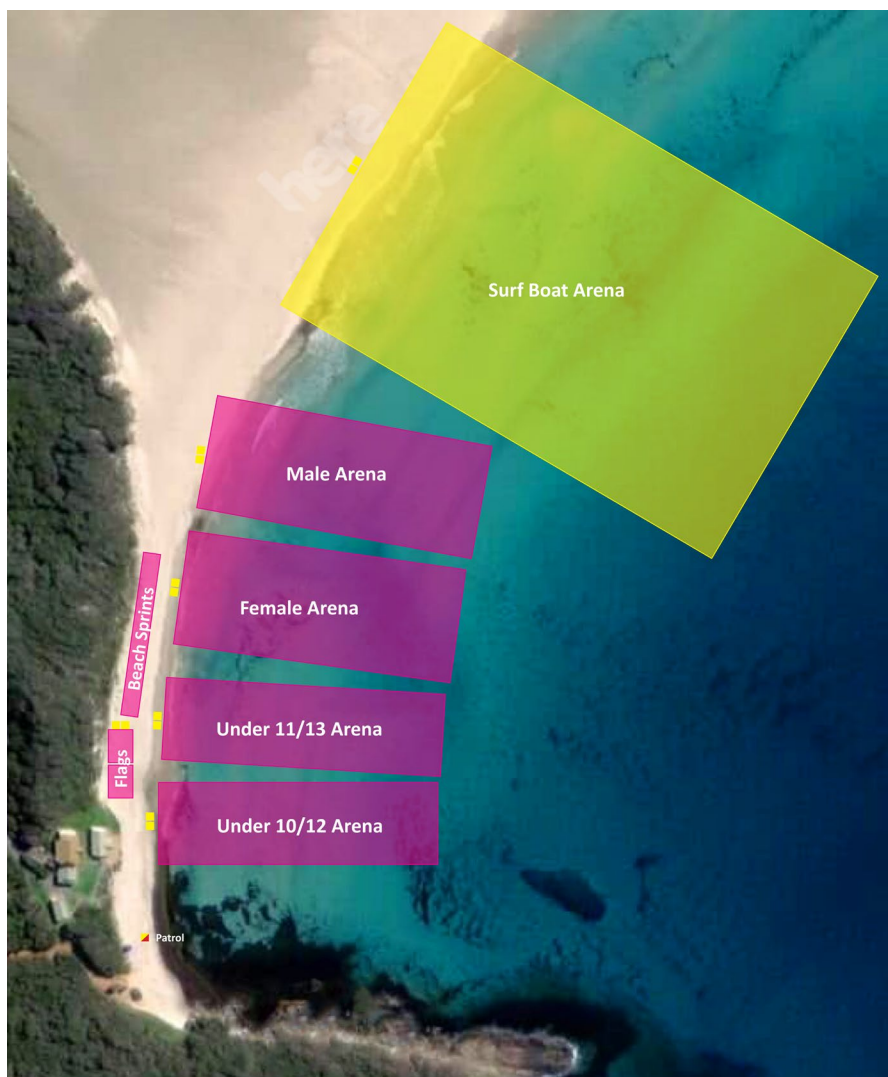 here
Surf Boat Arena
Male Arena
Female Arena
Beach Sprints
Under 11/13 Arena
Flags
Under 10/12 Arena
Patrol